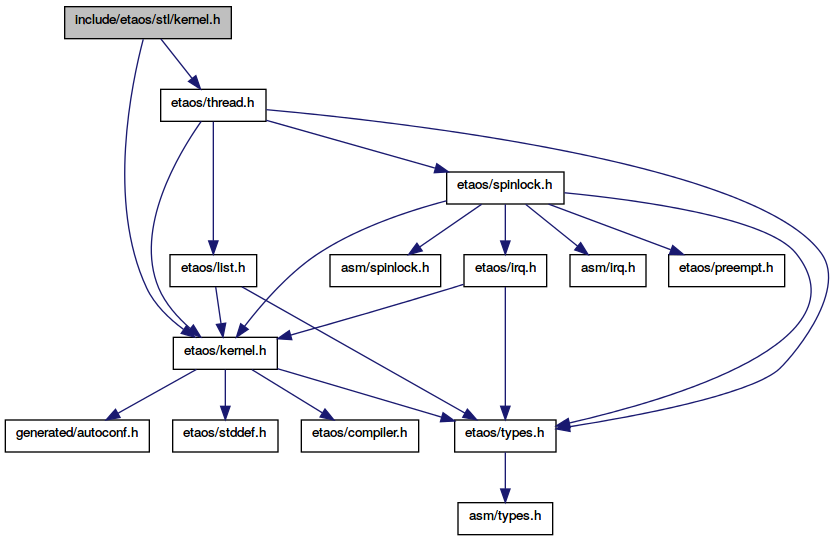 include/etaos/stl/kernel.h
etaos/thread.h
etaos/spinlock.h
etaos/list.h
asm/spinlock.h
etaos/irq.h
asm/irq.h
etaos/preempt.h
etaos/kernel.h
generated/autoconf.h
etaos/stddef.h
etaos/compiler.h
etaos/types.h
asm/types.h